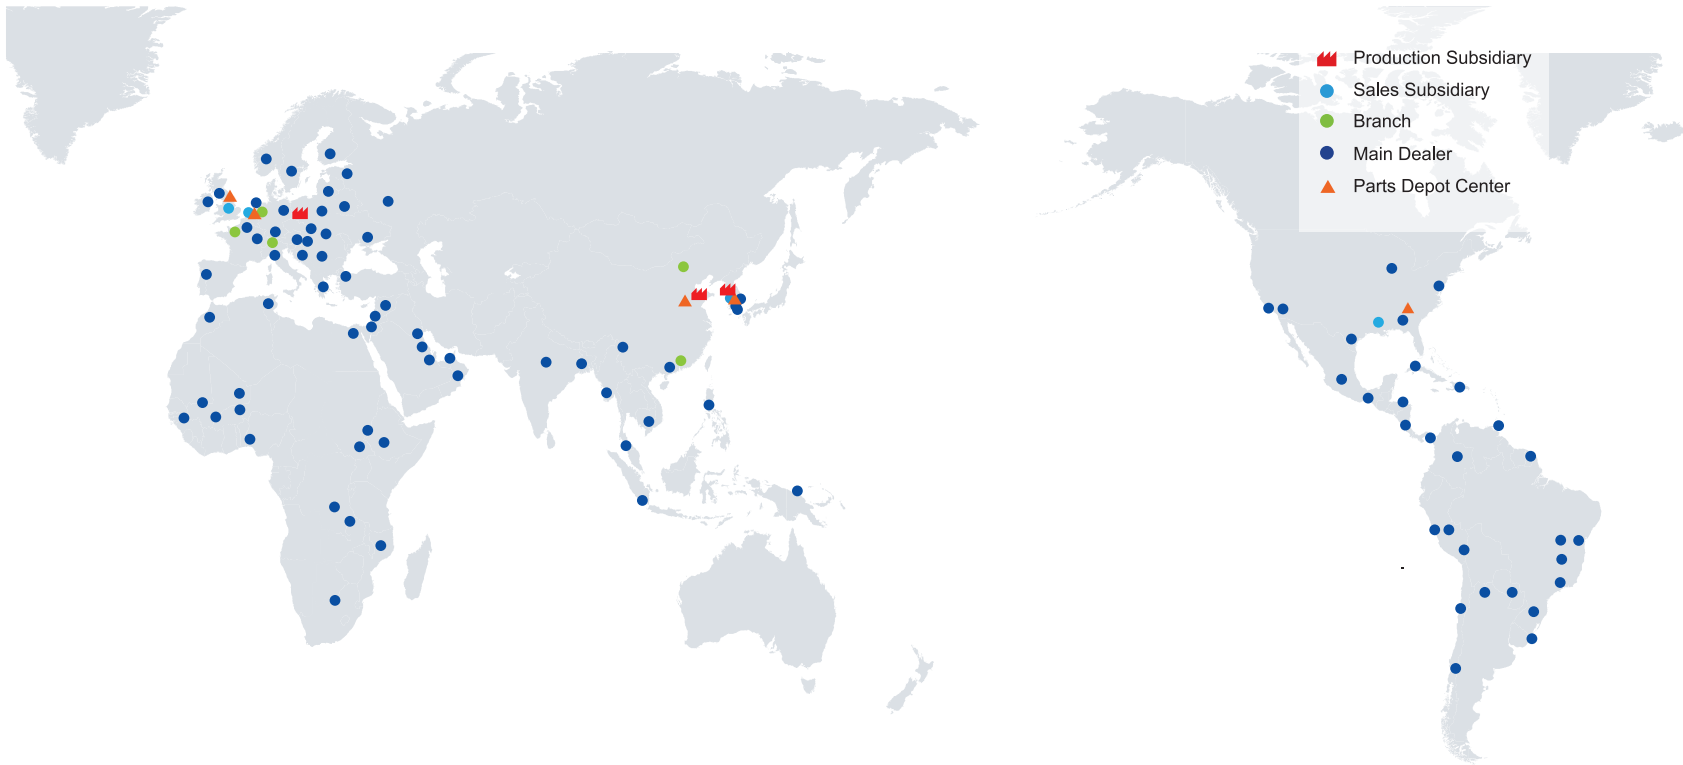 Production Subsidiary
Sales Subsidiary
Branch
Main Dealer
Parts Depot Center